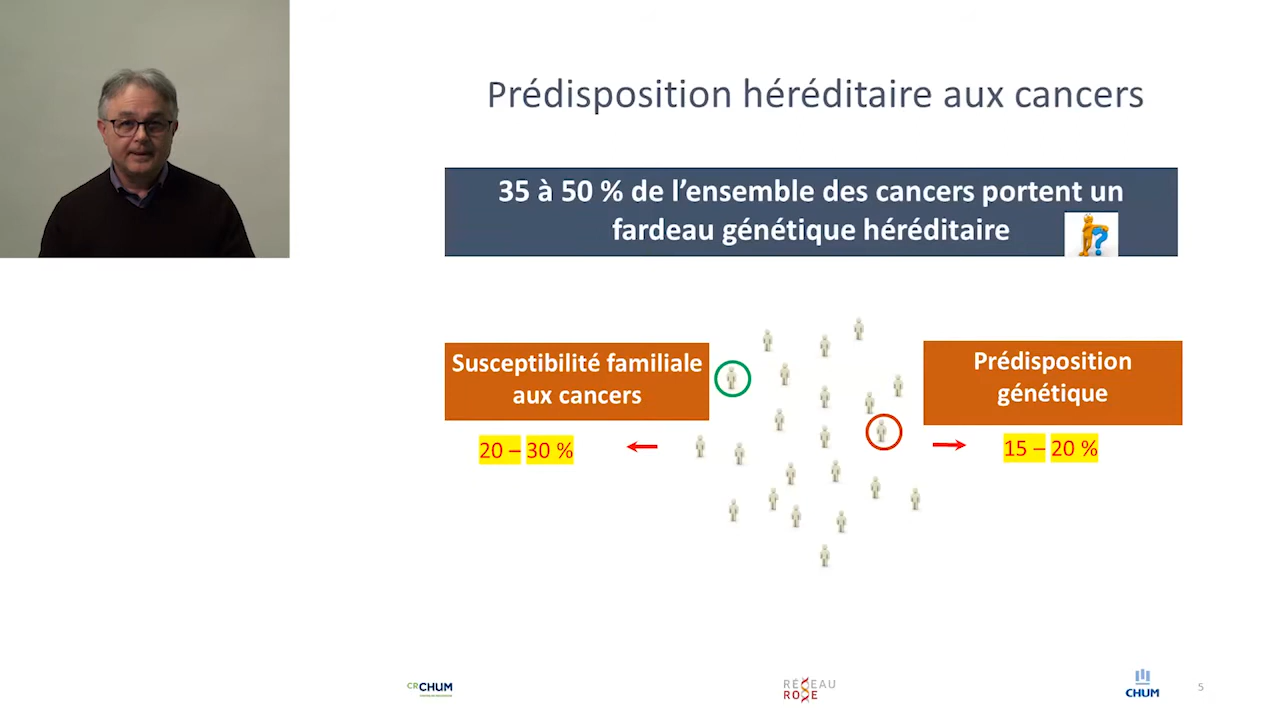 Prédisposition héréditaire aux cancers
35 à 50 % de l’ensemble des cancers portent un
fardeau génétique héréditaire
Susceptibilité familiale
aux cancers
20 – 30 %
Prédisposition
génétique
15 – 20 %
CRCHUM
RÉSEAU
ROSE
CHUM
5